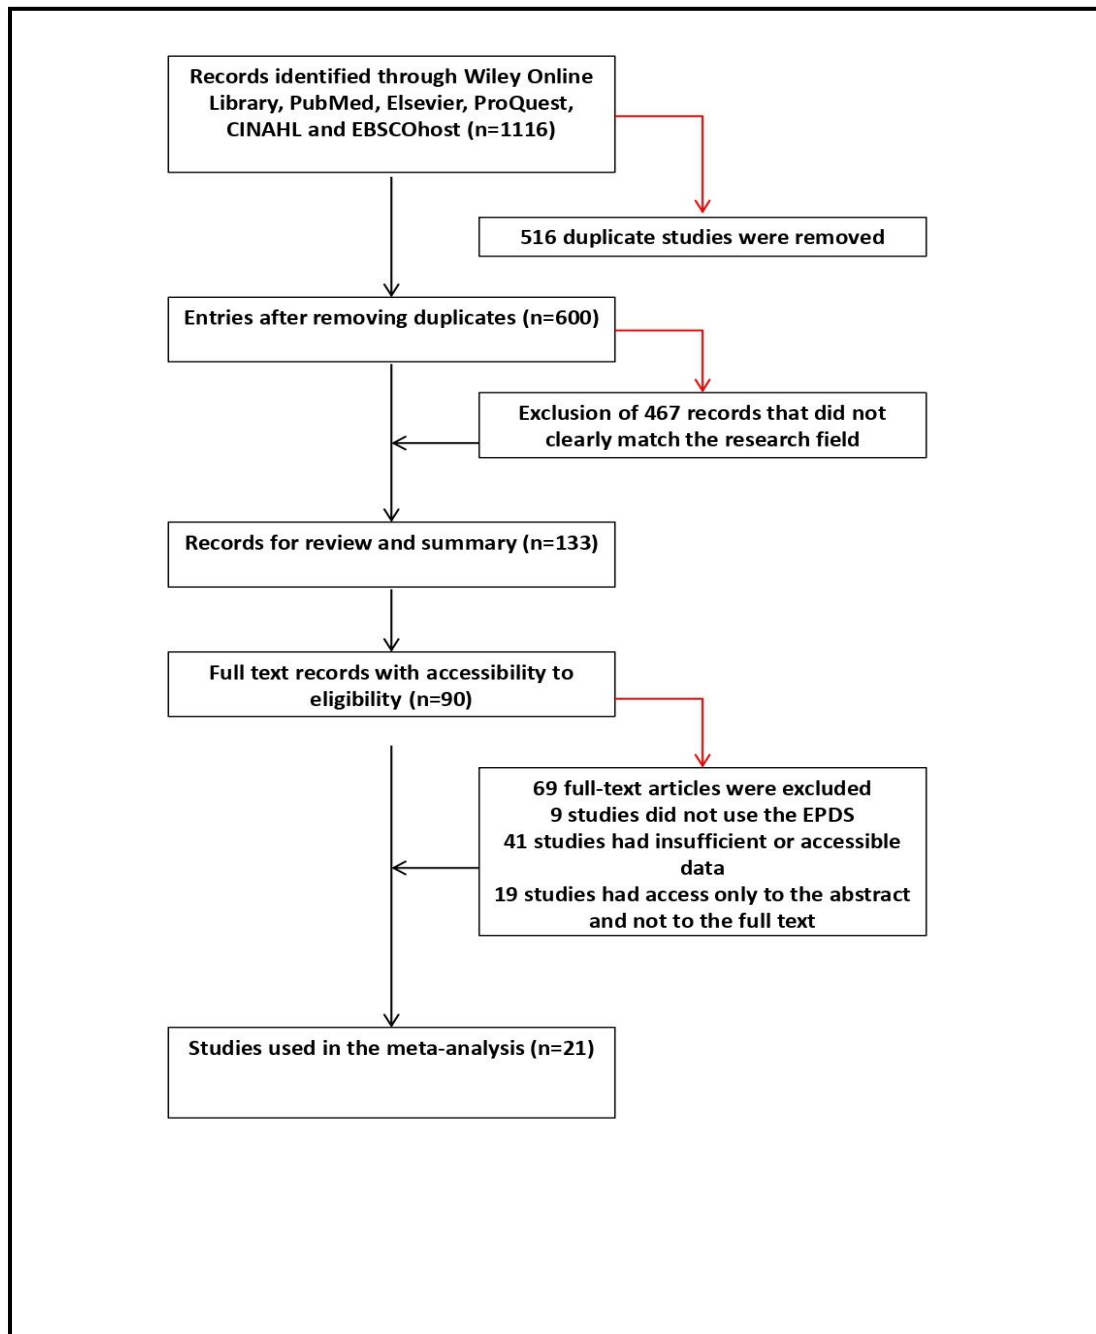 Records identified through Wiley Online
Library, PubMed, Elsevier, ProQuest,
CINAHL and EBSCOhost (n=1116)
516 duplicate studies were removed
Entries after removing duplicates (n=600)
Exclusion of 467 records that did not
clearly match the research field
Records for review and summary (n=133)
Full text records with accessibility to
eligibility (n=90)
69 full-text articles were excluded
9 studies did not use the EPDS
41 studies had insufficient or accessible
data
19 studies had access only to the abstract
and not to the full text
Studies used in the meta-analysis (n=21)